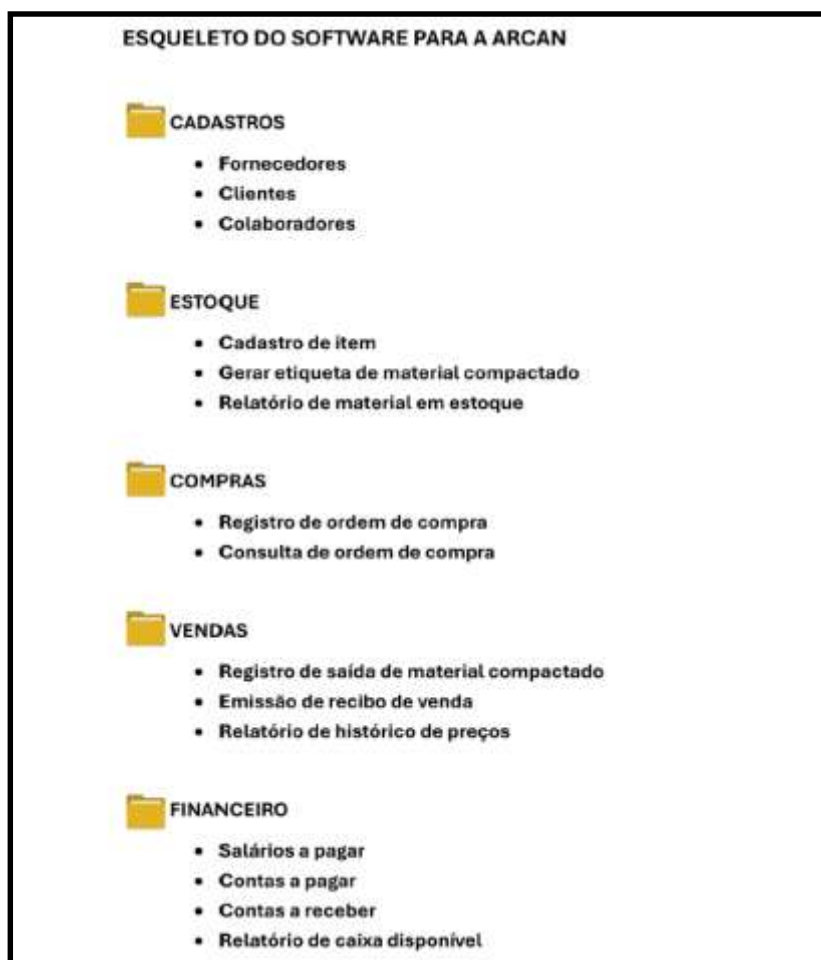 ESQUELETO DO SOFTWARE PARA A ARCAN
CADASTROS
• Fornecedores
• Clientes
• Colaboradores
ESTOQUE
• Cadastro de item
• Gerar etiqueta de material compactado
• Relatório de material em estoque
COMPRAS
• Registro de ordem de compra
• Consulta de ordem de compra
VENDAS
• Registro de saída de material compactado
• Emissão de recibo de venda
• Relatório de histórico de preços
FINANCEIRO
• Salários a pagar
• Contas a pagar
• Contas a receber
• Relatório de caixa disponível